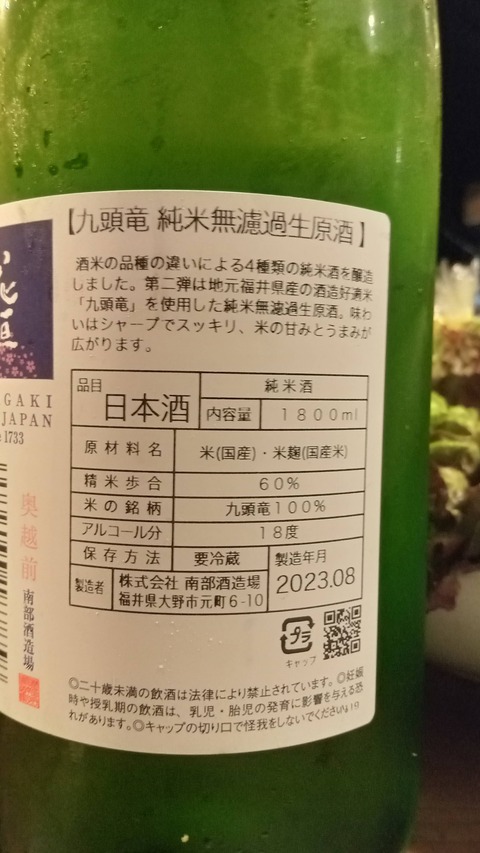 【九頭竜 純米無濾過生原酒】
酒米の品種の違いによる4種類の純米酒を醸造
しました。第二弾は地元福井県産の酒造好適米
「九頭竜」を使用した純米無濾過生原酒。味わ
いはシャープでスッキリ、米の甘みとうまみが
広がります。
品目 日本酒 純米酒
内容量 1800ml
原材料名 米(国産)・米麹(国産米)
精米歩合 60%
米の銘柄 九頭竜100%
アルコール分 18度
保存方法 要冷蔵 製造年月
2023.08
製造者 株式会社 南部酒造場
福井県大野市元町6-10
プラ
キャップ
◎二十歳未満の飲酒は法律により禁止されています。◎妊娠
時や授乳期の飲酒は、乳児・胎児の発育に影響を与える恐
れがあります。◎キャップの切り口で怪我をしないでください。
花垣
GAKI
JAPAN
1733
奥越前
南部酒造場